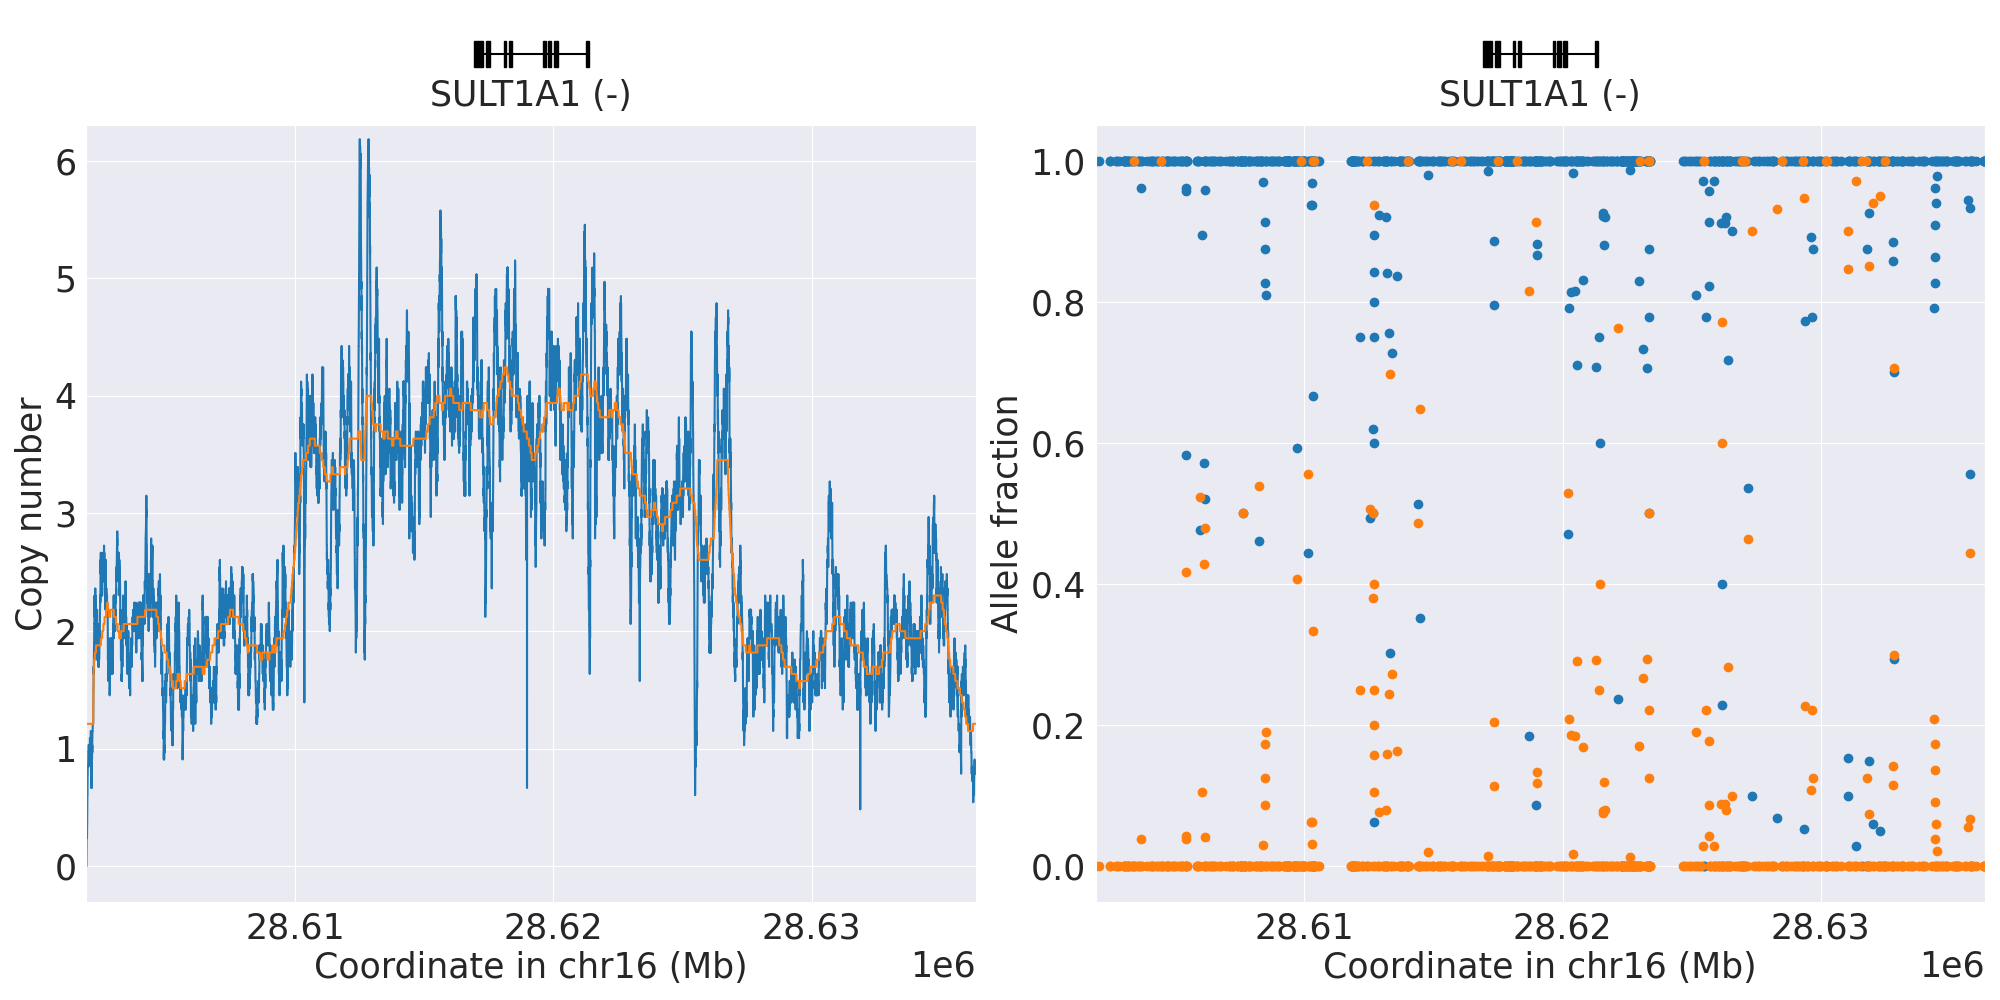 SULT1A1 (-)
6
5
4
3
2
1
0
Copy number
28.61
28.62
28.63
Coordinate in chr16 (Mb)
1e6
SULT1A1 (-)
1.0
0.8
0.6
0.4
0.2
0.0
Allele fraction
28.61
28.62
28.63
Coordinate in chr16 (Mb)
1e6